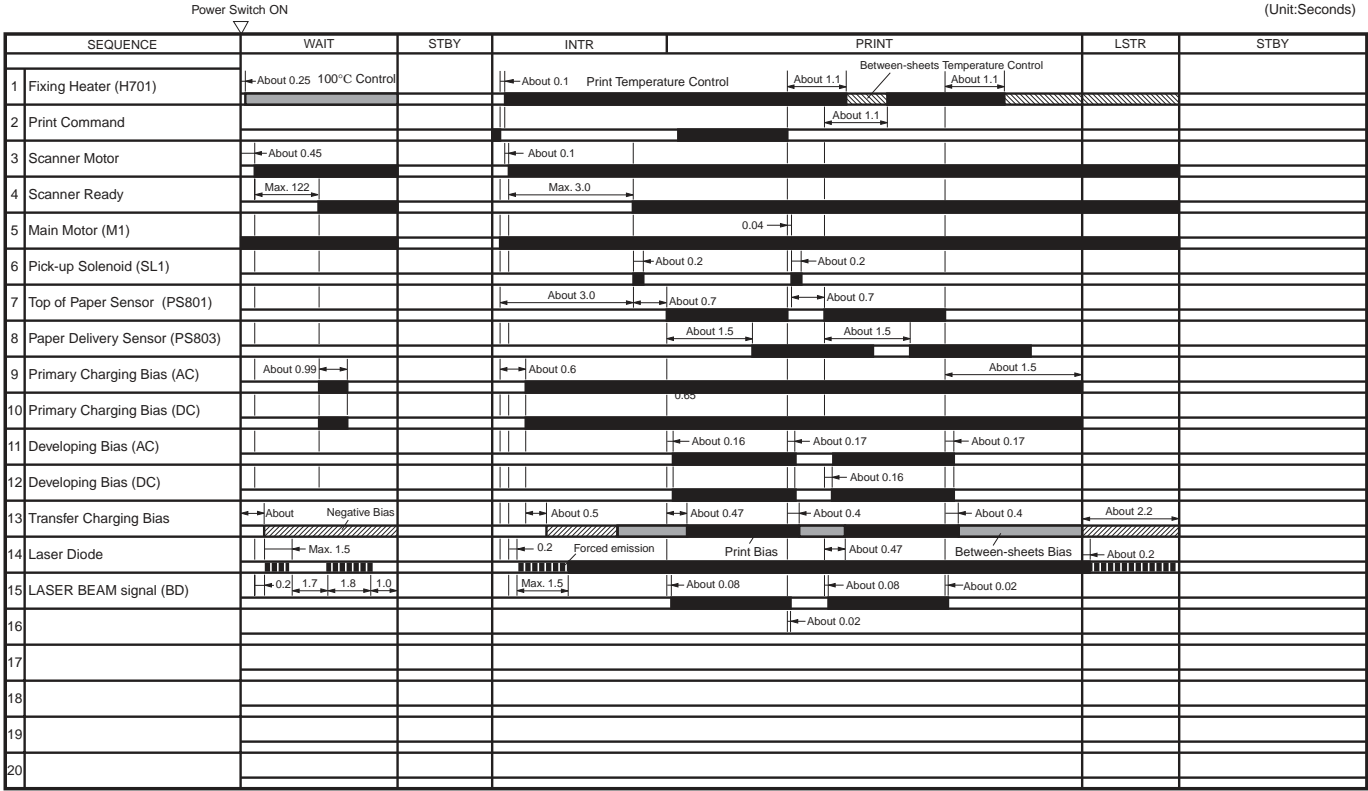 Power Switch ON
(Unit:Seconds)
SEQUENCE WAIT STBY INTR PRINT LSTR STBY
Between-sheets Temperature Control
1 Fixing Heater (H701) About 0.25 100°C Control About 0.1 Print Temperature Control About 1.1 About 1.1
2 Print Command About 1.1
3 Scanner Motor About 0.45 About 0.1
4 Scanner Ready Max. 122 Max. 3.0
5 Main Motor (M1) 0.04
6 Pick-up Solenoid (SL1) About 0.2 About 0.2
7 Top of Paper Sensor (PS801) About 3.0 About 0.7 About 0.7
8 Paper Delivery Sensor (PS803) About 1.5 About 1.5
9 Primary Charging Bias (AC) About 0.99 About 0.6 About 1.5
0.65
10 Primary Charging Bias (DC)
11 Developing Bias (AC) About 0.16 About 0.17 About 0.17
12 Developing Bias (DC) About 0.16
13 Transfer Charging Bias About Negative Bias About 0.5 About 0.47 About 0.4 About 0.4 About 2.2
14 Laser Diode Max. 1.5 0.2 Forced emission Print Bias About 0.47 Between-sheets Bias About 0.2
15 LASER BEAM signal (BD) 0.2 1.7 1.8 1.0 Max. 1.5 About 0.08 About 0.08 About 0.02
16 About 0.02
17
18
19
20